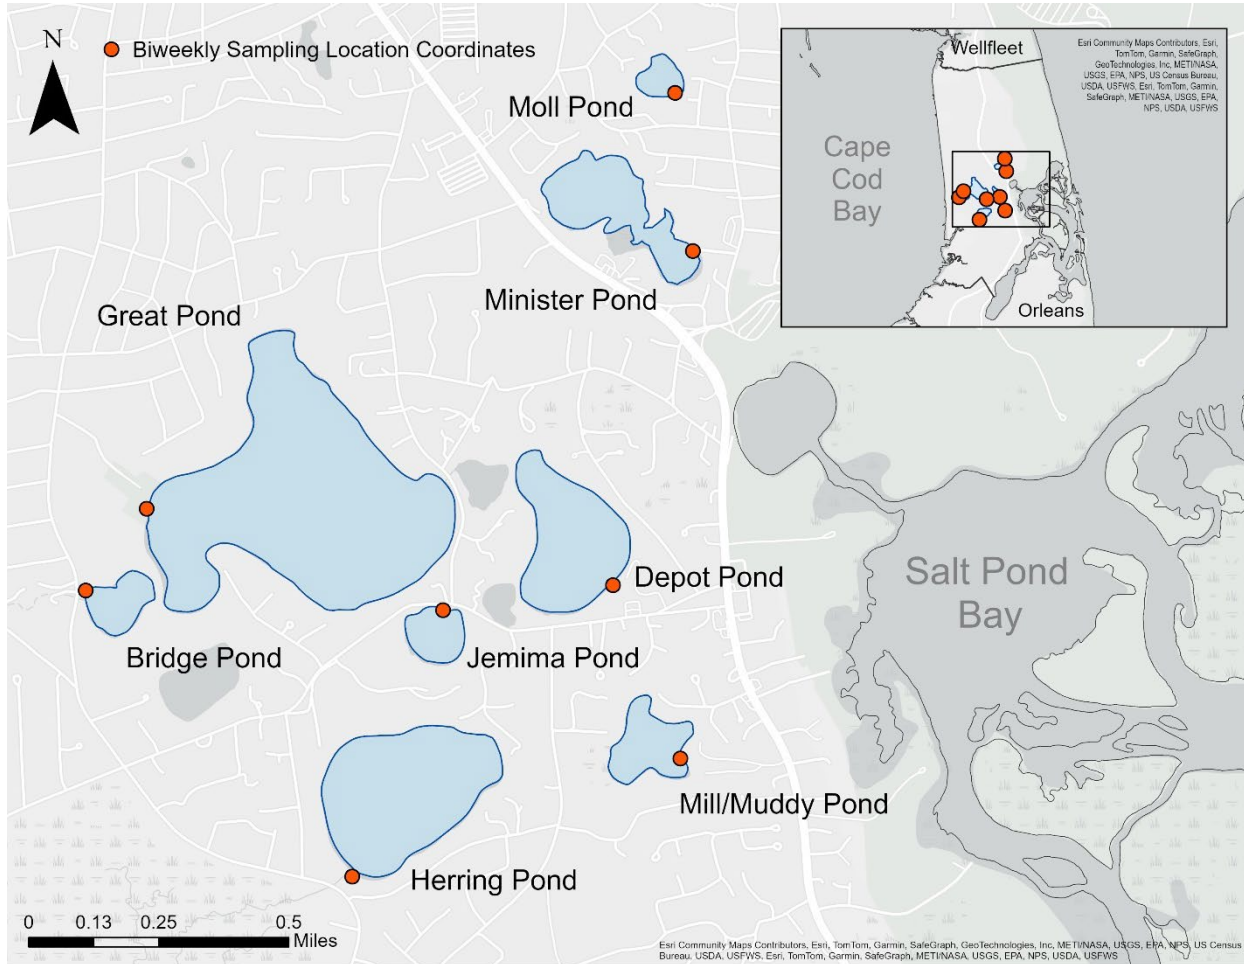 N
Biweekly Sampling Location Coordinates
Moll Pond
Minister Pond
Great Pond
Depot Pond
Bridge Pond
Jemima Pond
Mill/Muddy Pond
Herring Pond
Salt Pond
Bay
Wellfleet
Esri Community Maps Contributors, Esri,
TomTom, Garmin, SafeGraph,
GeoTechnologies, Inc, METI/NASA,
USGS, EPA, NPS, US Census Bureau,
USDA, USFWS, Esri, TomTom, Garmin,
SafeGraph, METI/NASA, USGS, EPA,
NPS, USDA, USFWS
Cape
Cod
Bay
Orleans
0 0.13 0.25 0.5
Miles
Esri Community Maps Contributors, Esri, TomTom, Garmin, SafeGraph, GeoTechnologies, Inc, METI/NASA, USGS, EPA, NPS, US Census
Bureau, USDA, USFWS, Esri, TomTom, Garmin, SafeGraph, METI/NASA, USGS, EPA, NPS, USDA, USFWS